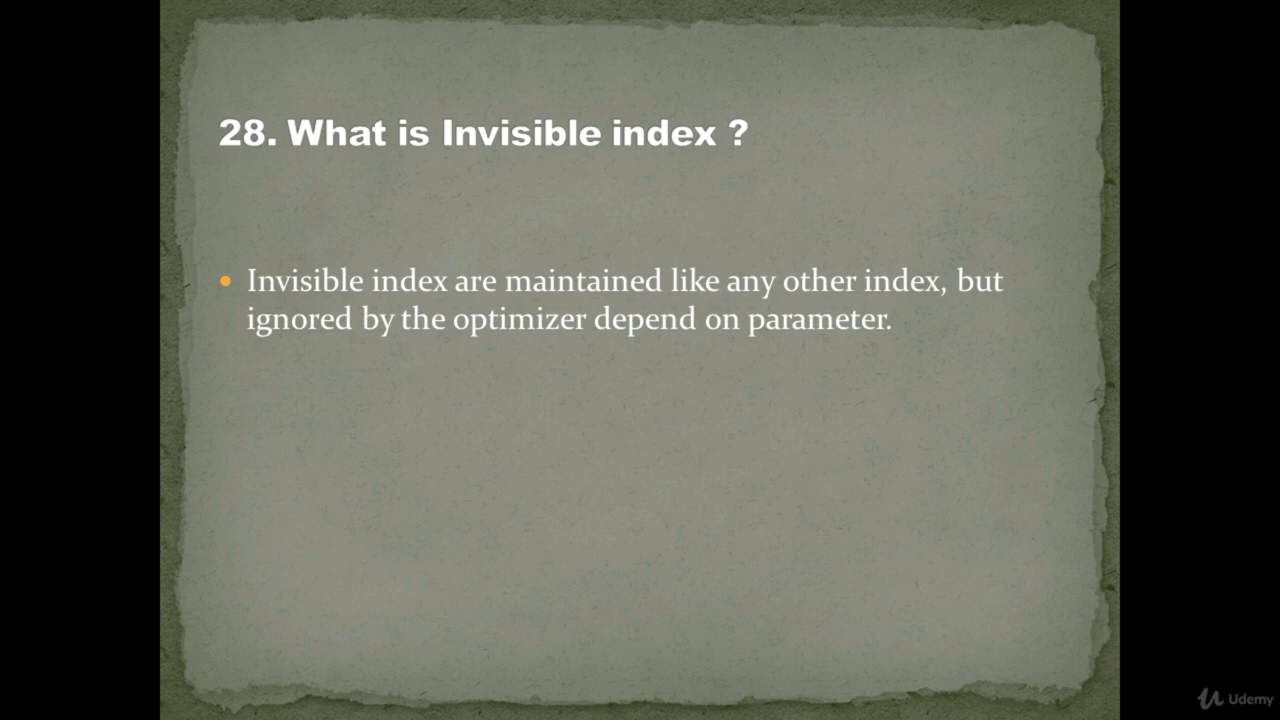 28. What is Invisible index ?
• Invisible index are maintained like any other index, but
ignored by the optimizer depend on parameter.
Udemy